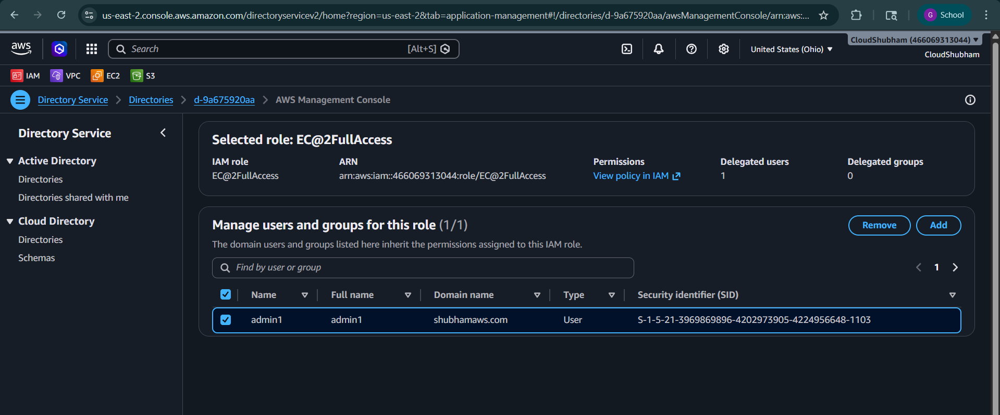 us-east-2.console.aws.amazon.com/directoryservicev2/home?region=us-east-2&tab=application-management#!/directories/d-9a675920aa/awsManagementConsole/arn:aws:...
G School
aws
Search [Alt+S]
United States (Ohio)
CloudShubham (466069313044)
CloudShubham
IAM VPC EC2 S3
Directory Service Directories d-9a675920aa AWS Management Console
Directory Service
Active Directory
Directories
Directories shared with me
Cloud Directory
Directories
Schemas
Selected role: EC@2FullAccess
IAM role ARN Permissions Delegated users Delegated groups
EC@2FullAccess arn:aws:iam::466069313044:role/EC@2FullAccess View policy in IAM 1 0
Manage users and groups for this role (1/1)
Remove Add
The domain users and groups listed here inherit the permissions assigned to this IAM role.
Find by user or group
1
Name Full name Domain name Type Security identifier (SID)
admin1 admin1 shubhamaws.com User S-1-5-21-3969869896-4202973905-4224956648-1103